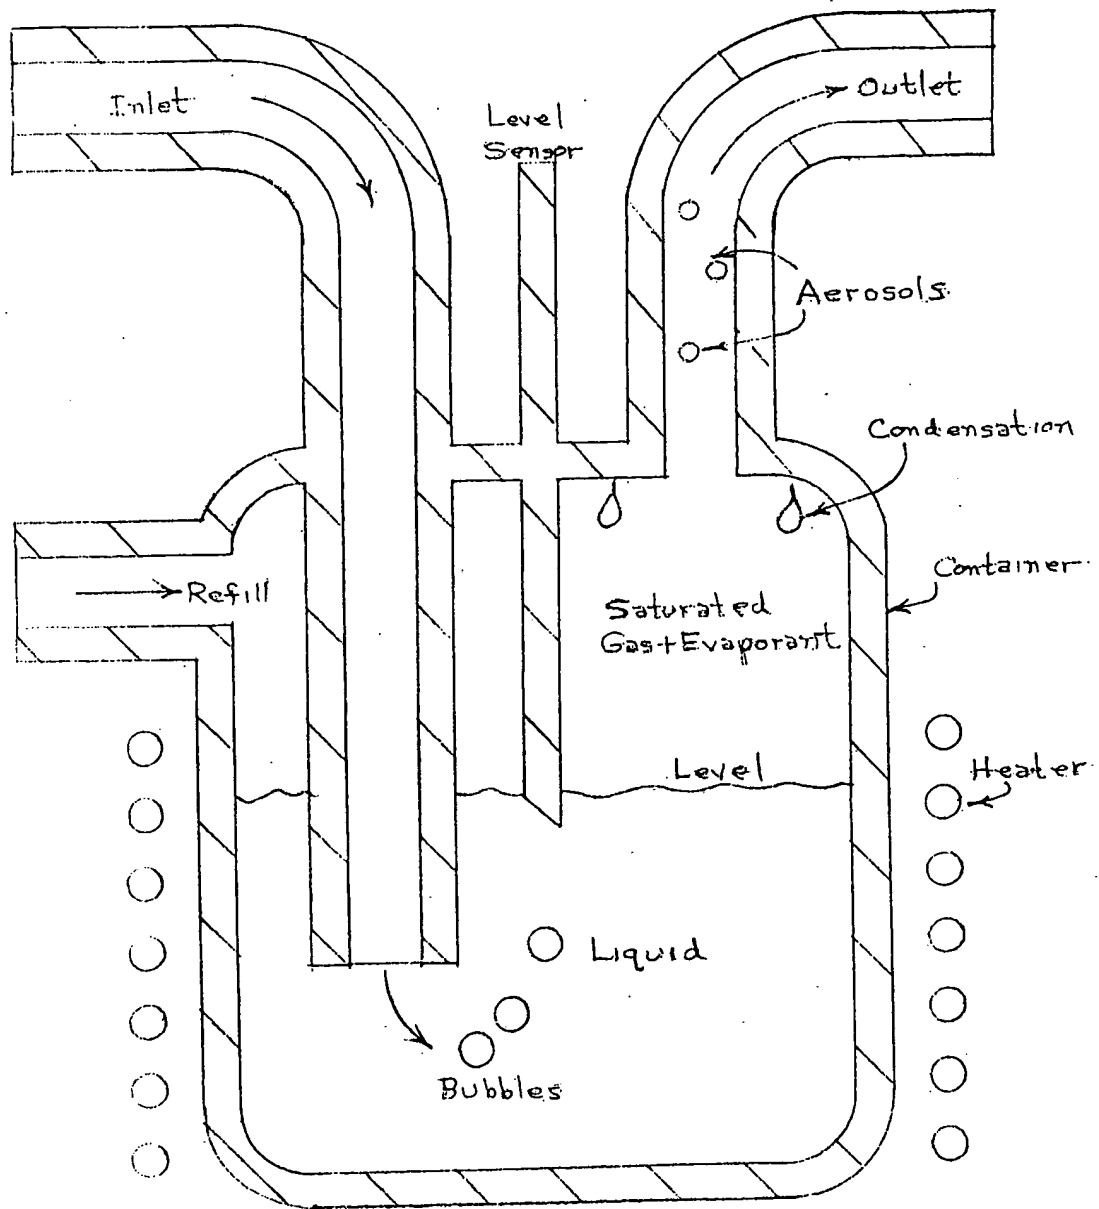 Inlet
Level
Sensor
Outlet
Aerosols
Condensation
Refill
Container
Saturated
Gas+Evaporant
Level
Heater
Liquid
Bubbles